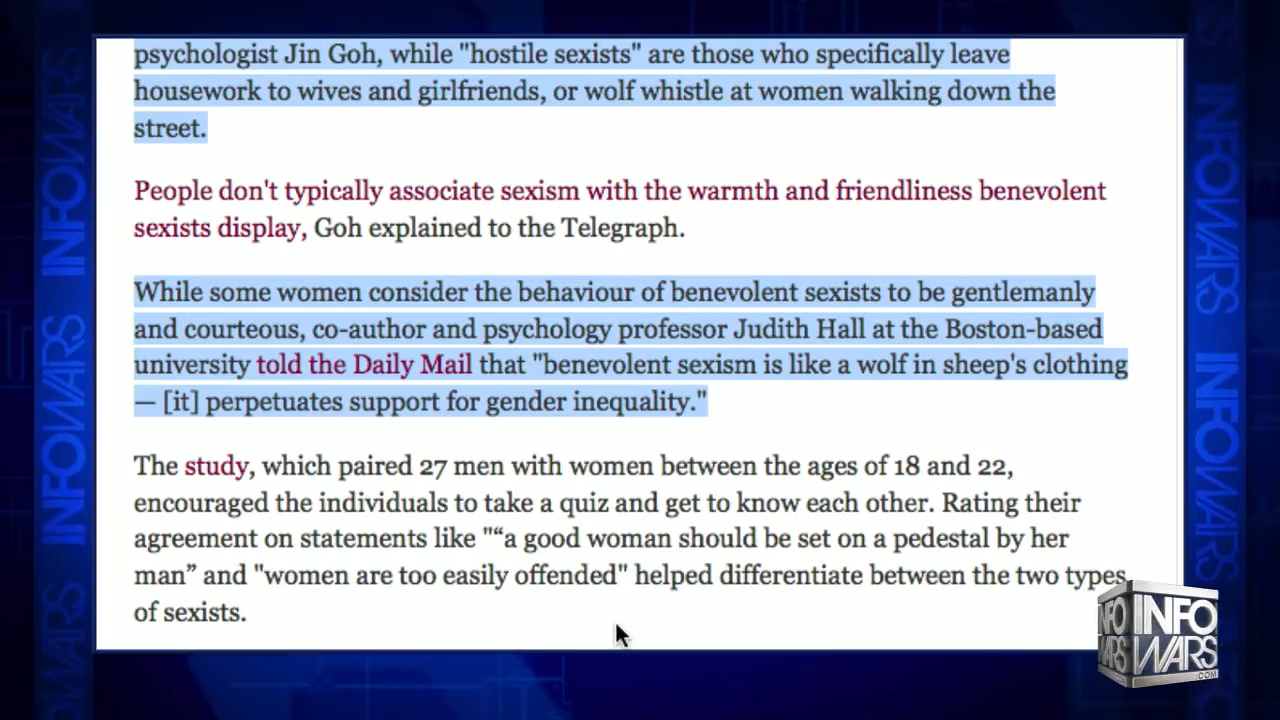 psychologist Jin Goh, while "hostile sexists" are those who specifically leave
housework to wives and girlfriends, or wolf whistle at women walking down the
street.
People don't typically associate sexism with the warmth and friendliness benevolent
sexists display, Goh explained to the Telegraph.
While some women consider the behaviour of benevolent sexists to be gentlemanly
and courteous, co-author and psychology professor Judith Hall at the Boston-based
university told the Daily Mail that "benevolent sexism is like a wolf in sheep's clothing
— [it] perpetuates support for gender inequality."
The study, which paired 27 men with women between the ages of 18 and 22,
encouraged the individuals to take a quiz and get to know each other. Rating their
agreement on statements like "“a good woman should be set on a pedestal by her
man” and "women are too easily offended" helped differentiate between the two types
of sexists.
INFO
WARS
.COM
INFO
WARS
INFOWARS
INFOWARS
INFOWARS
INFOWARS